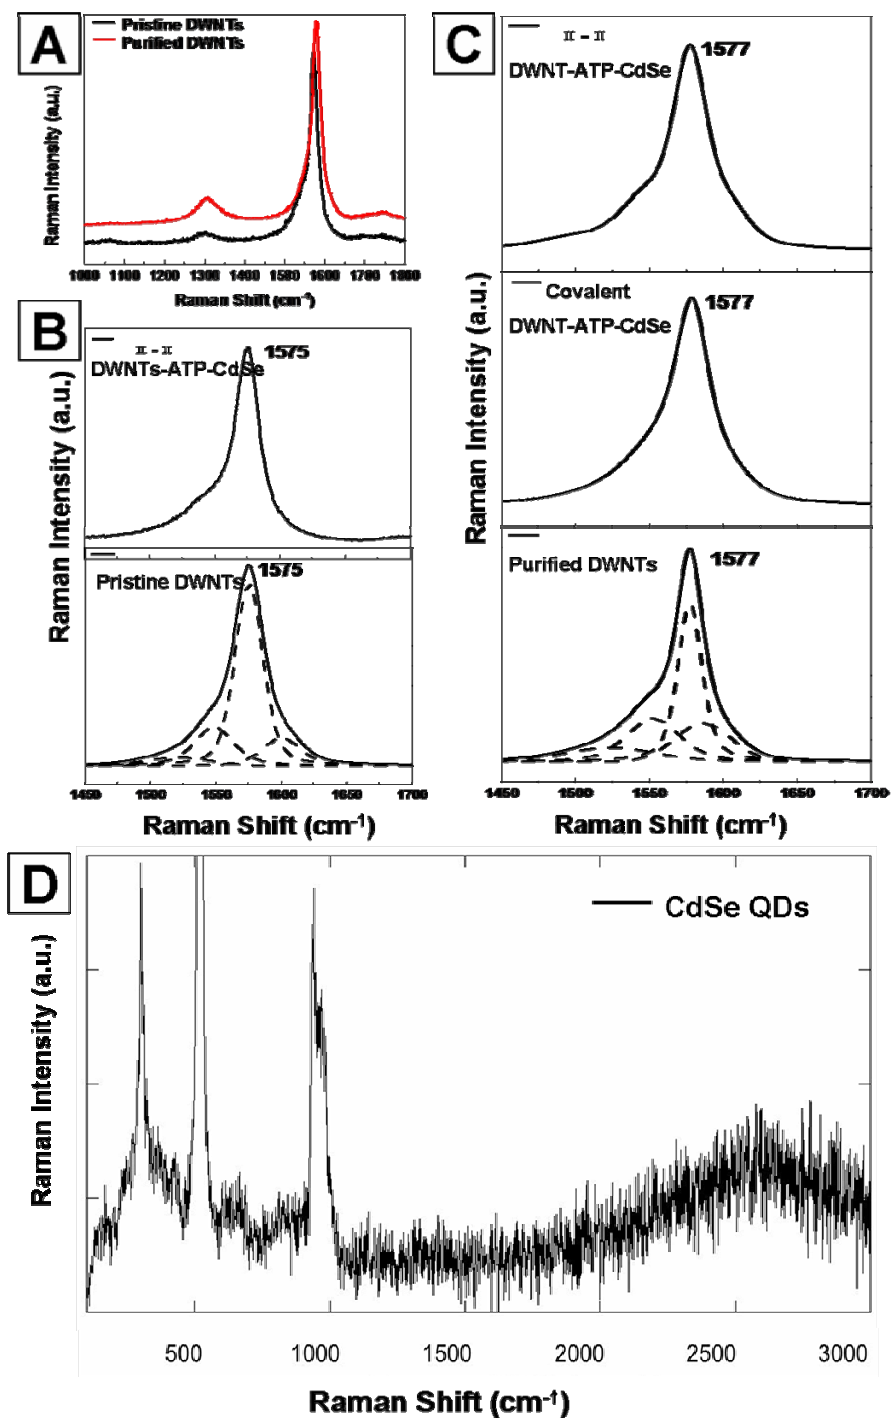 A
Pristine DWNTs
Purified DWNTs
Raman Intensity (a.u.)
1000 1100 1200 1300 1400 1500 1600 1700 1800
Raman Shift (cm⁻¹)
B
π - π
1575
DWNTs-ATP-CdSe
Raman Intensity (a.u.)
1575
Pristine DWNTs
1450 1500 1550 1600 1650 1700
Raman Shift (cm⁻¹)
C
π - π
1577
DWNT-ATP-CdSe
Covalent
1577
DWNT-ATP-CdSe
Raman Intensity (a.u.)
Purified DWNTs
1577
1450 1500 1550 1600 1650 1700
Raman Shift (cm⁻¹)
D
CdSe QDs
Raman Intensity (a.u.)
500 1000 1500 2000 2500 3000
Raman Shift (cm⁻¹)